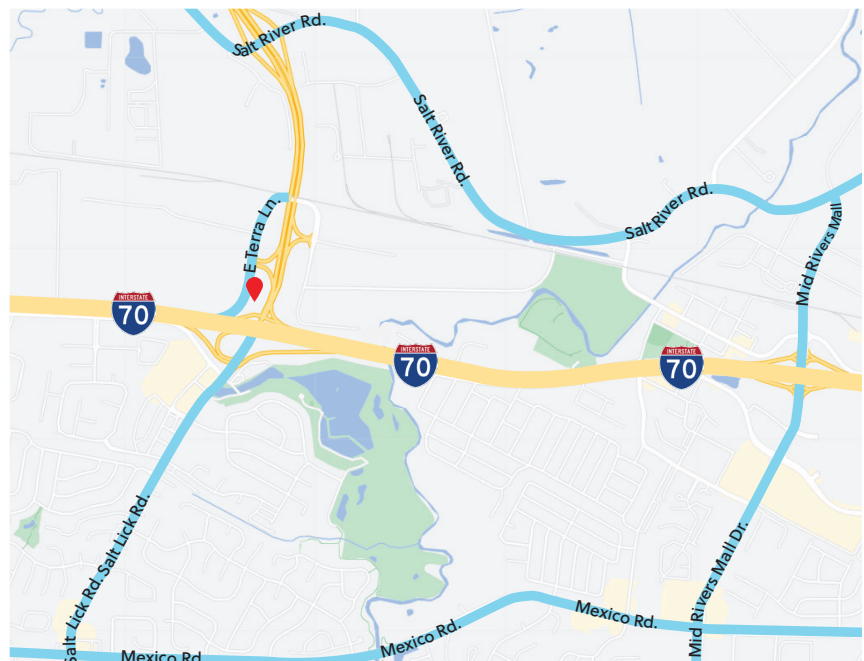 Salt River Rd.
Salt River Rd.
Salt River Rd.
E Terra Ln.
Mid Rivers Mall
INTERSTATE
70
INTERSTATE
70
INTERSTATE
70
Salt Lick Rd.
Salt Lick Rd.
Mid Rivers Mall Dr.
Mexico Rd.
Mexico Rd.
Mexico Rd.